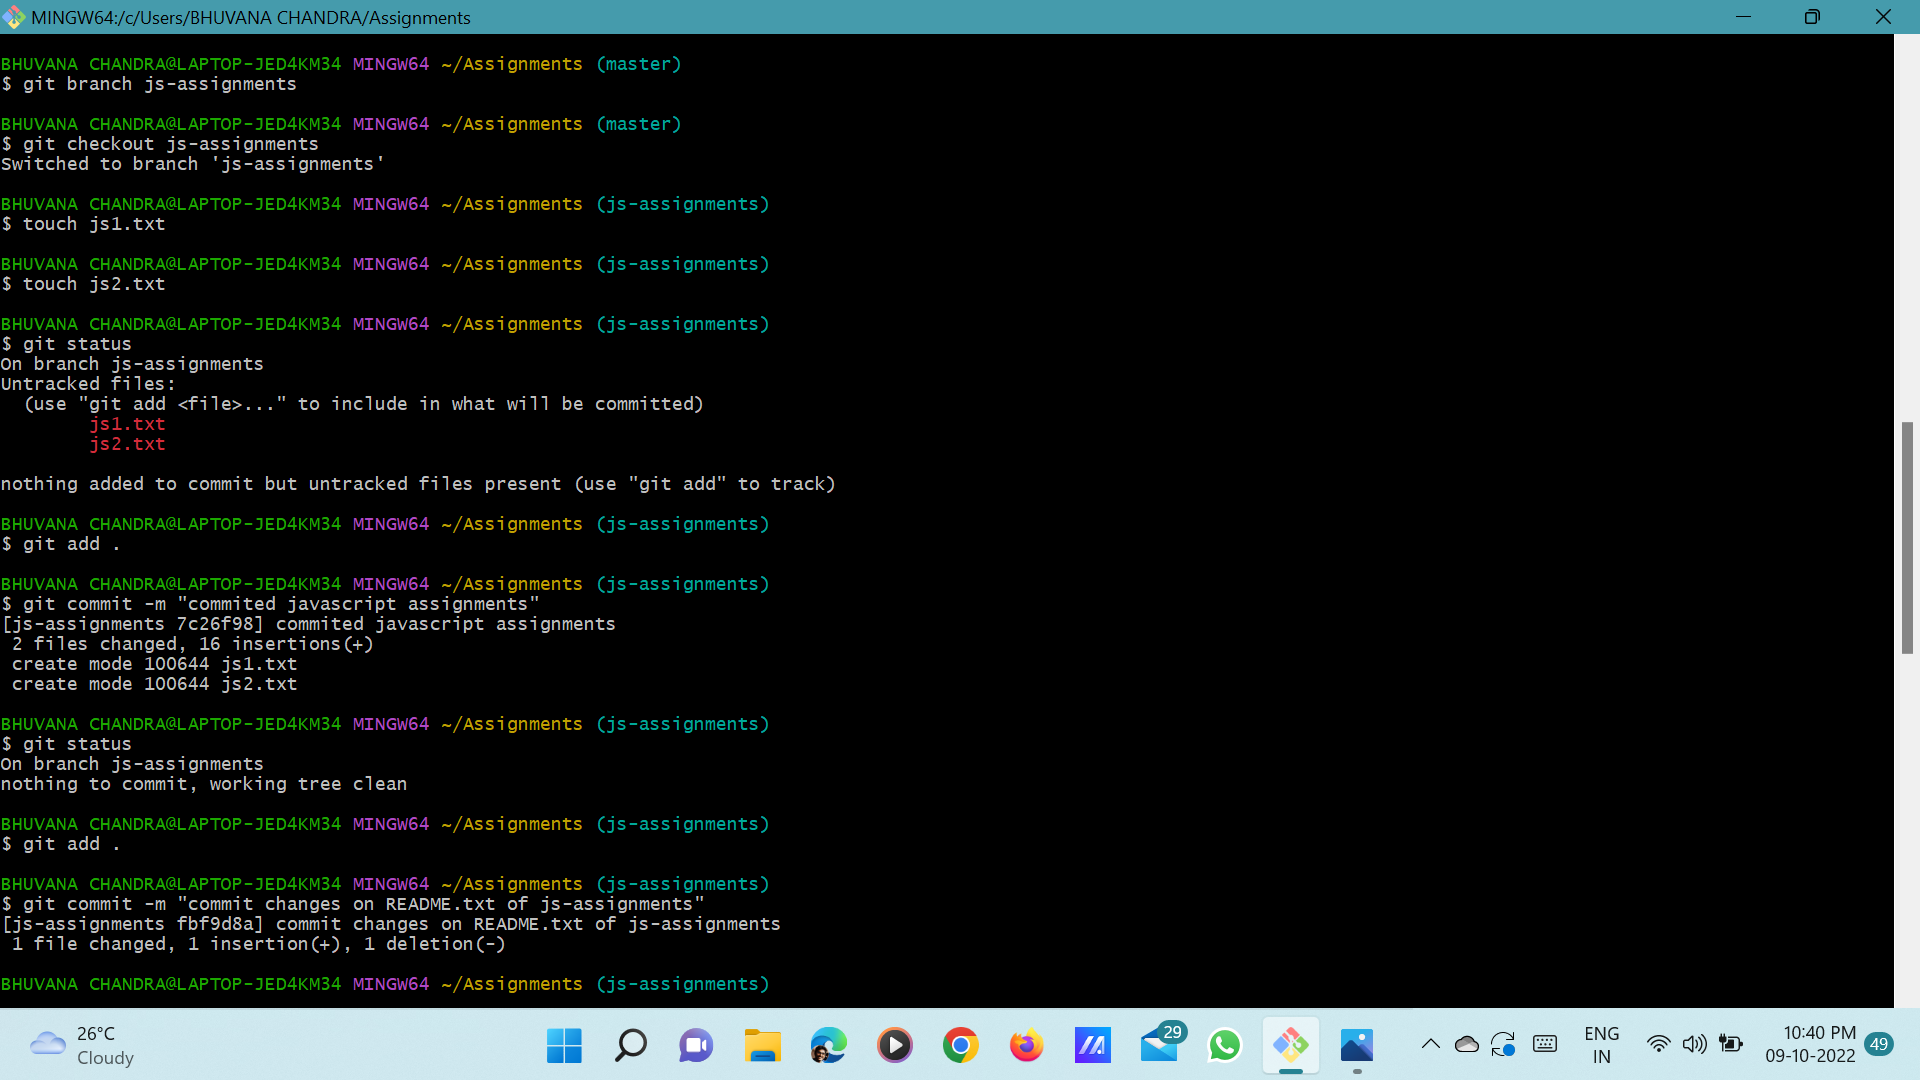 MINGW64:/c/Users/BHUVANA CHANDRA/Assignments
BHUVANA CHANDRA@LAPTOP-JED4KM34 MINGW64 ~/Assignments (master)
$ git branch js-assignments
BHUVANA CHANDRA@LAPTOP-JED4KM34 MINGW64 ~/Assignments (master)
$ git checkout js-assignments
Switched to branch 'js-assignments'
BHUVANA CHANDRA@LAPTOP-JED4KM34 MINGW64 ~/Assignments (js-assignments)
$ touch js1.txt
BHUVANA CHANDRA@LAPTOP-JED4KM34 MINGW64 ~/Assignments (js-assignments)
$ touch js2.txt
BHUVANA CHANDRA@LAPTOP-JED4KM34 MINGW64 ~/Assignments (js-assignments)
$ git status
On branch js-assignments
Untracked files:
  (use "git add <file>..." to include in what will be committed)
        js1.txt
        js2.txt
nothing added to commit but untracked files present (use "git add" to track)
BHUVANA CHANDRA@LAPTOP-JED4KM34 MINGW64 ~/Assignments (js-assignments)
$ git add .
BHUVANA CHANDRA@LAPTOP-JED4KM34 MINGW64 ~/Assignments (js-assignments)
$ git commit -m "commited javascript assignments"
[js-assignments 7c26f98] commited javascript assignments
 2 files changed, 16 insertions(+)
 create mode 100644 js1.txt
 create mode 100644 js2.txt
BHUVANA CHANDRA@LAPTOP-JED4KM34 MINGW64 ~/Assignments (js-assignments)
$ git status
On branch js-assignments
nothing to commit, working tree clean
BHUVANA CHANDRA@LAPTOP-JED4KM34 MINGW64 ~/Assignments (js-assignments)
$ git add .
BHUVANA CHANDRA@LAPTOP-JED4KM34 MINGW64 ~/Assignments (js-assignments)
$ git commit -m "commit changes on README.txt of js-assignments"
[js-assignments fbf9d8a] commit changes on README.txt of js-assignments
 1 file changed, 1 insertion(+), 1 deletion(-)
BHUVANA CHANDRA@LAPTOP-JED4KM34 MINGW64 ~/Assignments (js-assignments)
26°C
Cloudy
29
ENG
IN
10:40 PM
09-10-2022
49